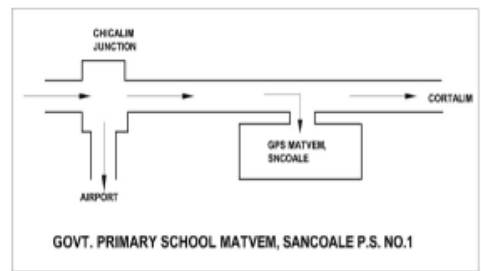 CHICALIM
JUNCTION
CORTALIM
GPS MATVEM,
SNCOALE
AIRPORT
GOVT. PRIMARY SCHOOL MATVEM, SANCOALE P.S. NO.1